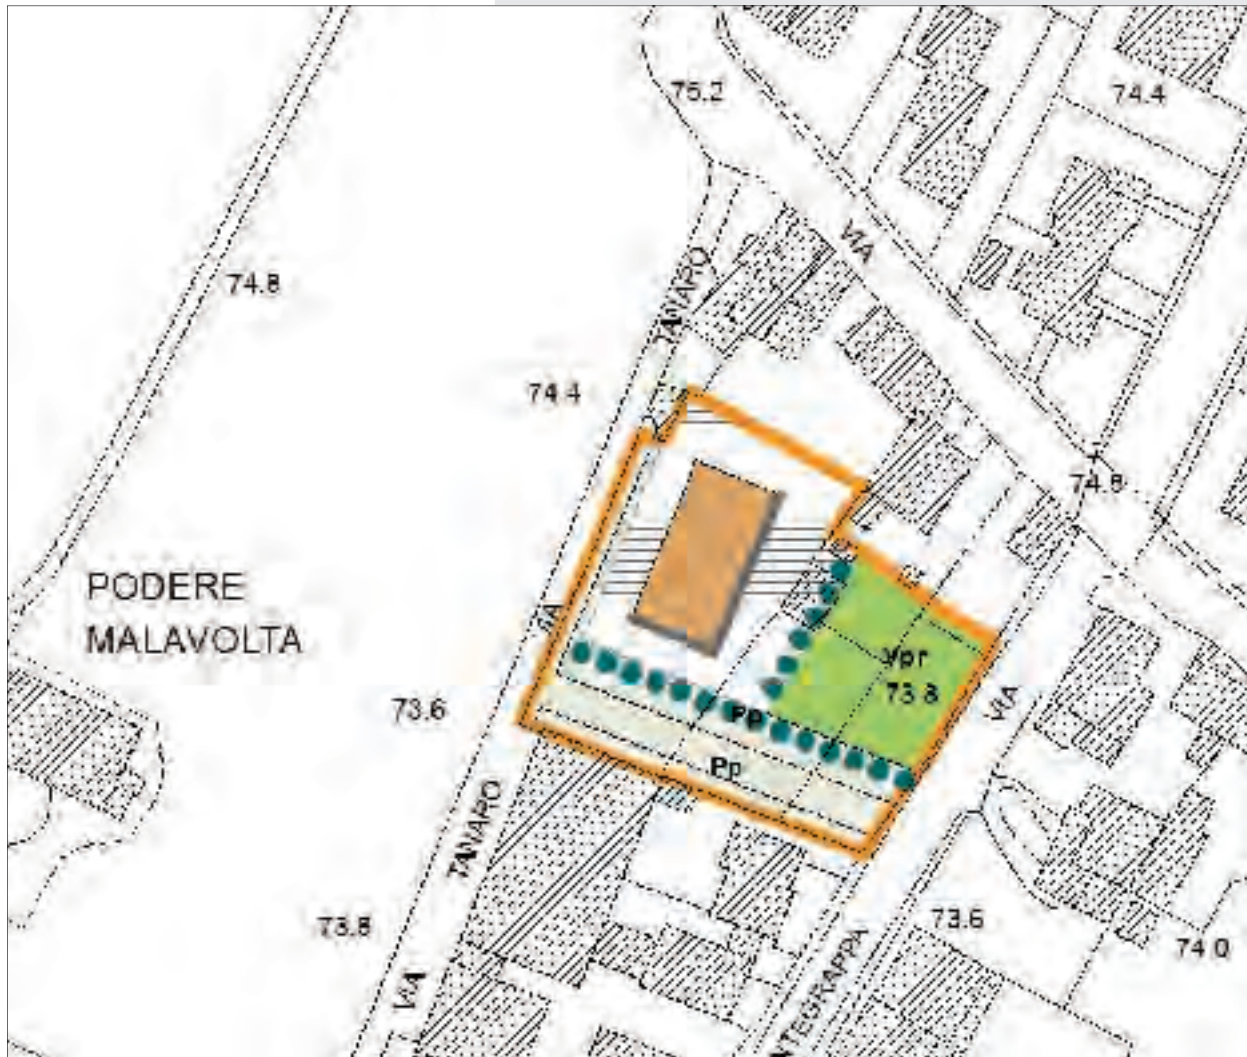 75.2
74.4
VIA
TANARO
74.8
74.4
74.8
PODERE
MALAVOLTA
VIA
Vpr
73.8
VIA
73.6
Pp
Pp
TANARO
73.8
73.6
74.0
VIA
NTEGRAPPA